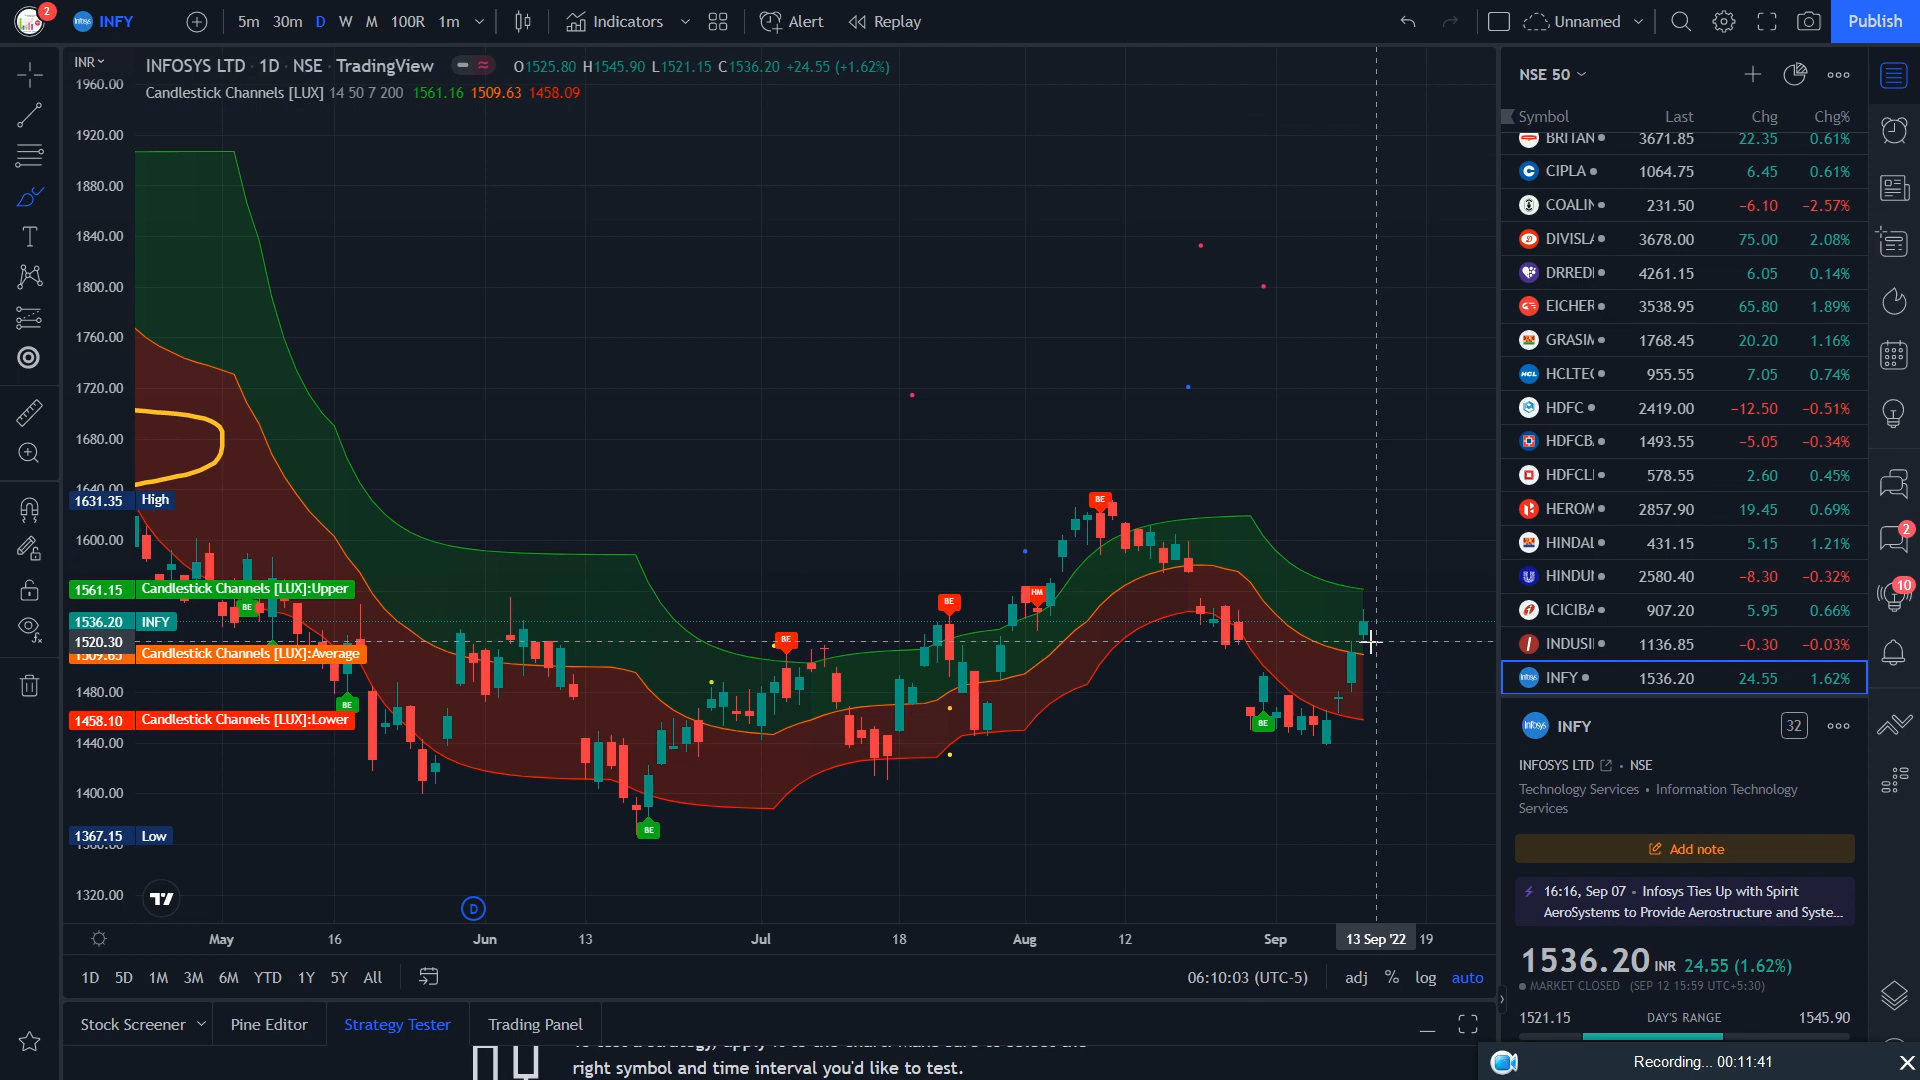 2
INFY
5m 30m D W M 100R 1m
Indicators
Alert
Replay
Unnamed
Publish
INR
INFOSYS LTD · 1D · NSE · TradingView
O1525.80 H1545.90 L1521.15 C1536.20 +24.55 (+1.62%)
Candlestick Channels [LUX] 14 50 7 200 1561.16 1509.63 1458.09
1960.00
1920.00
1880.00
1840.00
1800.00
1760.00
1720.00
1680.00
1640.00
1631.35 High
1600.00
1561.15 Candlestick Channels [LUX]:Upper
1536.20 INFY
1520.30
Candlestick Channels [LUX]:Average
1480.00
1458.10 Candlestick Channels [LUX]:Lower
1440.00
1400.00
1367.15 Low
1320.00
BE
BE
BE
BE
BE
HM
BE
BE
D
May 16 Jun 13 Jul 18 Aug 12 Sep 13 Sep '22 19
1D 5D 1M 3M 6M YTD 1Y 5Y All
06:10:03 (UTC-5) adj % log auto
Stock Screener Pine Editor Strategy Tester Trading Panel
right symbol and time interval you'd like to test.
NSE 50
Symbol Last Chg Chg%
BRITAN 3671.85 22.35 0.61%
CIPLA 1064.75 6.45 0.61%
COALIN 231.50 −6.10 −2.57%
DIVISLA 3678.00 75.00 2.08%
DRREDI 4261.15 6.05 0.14%
EICHER 3538.95 65.80 1.89%
GRASIM 1768.45 20.20 1.16%
HCLTEC 955.55 7.05 0.74%
HDFC 2419.00 −12.50 −0.51%
HDFCB 1493.55 −5.05 −0.34%
HDFCLI 578.55 2.60 0.45%
HEROM 2857.90 19.45 0.69%
HINDAL 431.15 5.15 1.21%
HINDUN 2580.40 −8.30 −0.32%
ICICIBA 907.20 5.95 0.66%
INDUSII 1136.85 −0.30 −0.03%
INFY 1536.20 24.55 1.62%
INFY
32
INFOSYS LTD · NSE
Technology Services • Information Technology
Services
Add note
16:16, Sep 07 • Infosys Ties Up with Spirit
AeroSystems to Provide Aerostructure and Syste...
1536.20 INR 24.55 (1.62%)
MARKET CLOSED (SEP 12 15:59 UTC+5:30)
1521.15 DAY'S RANGE 1545.90
2
10
Recording... 00:11:41